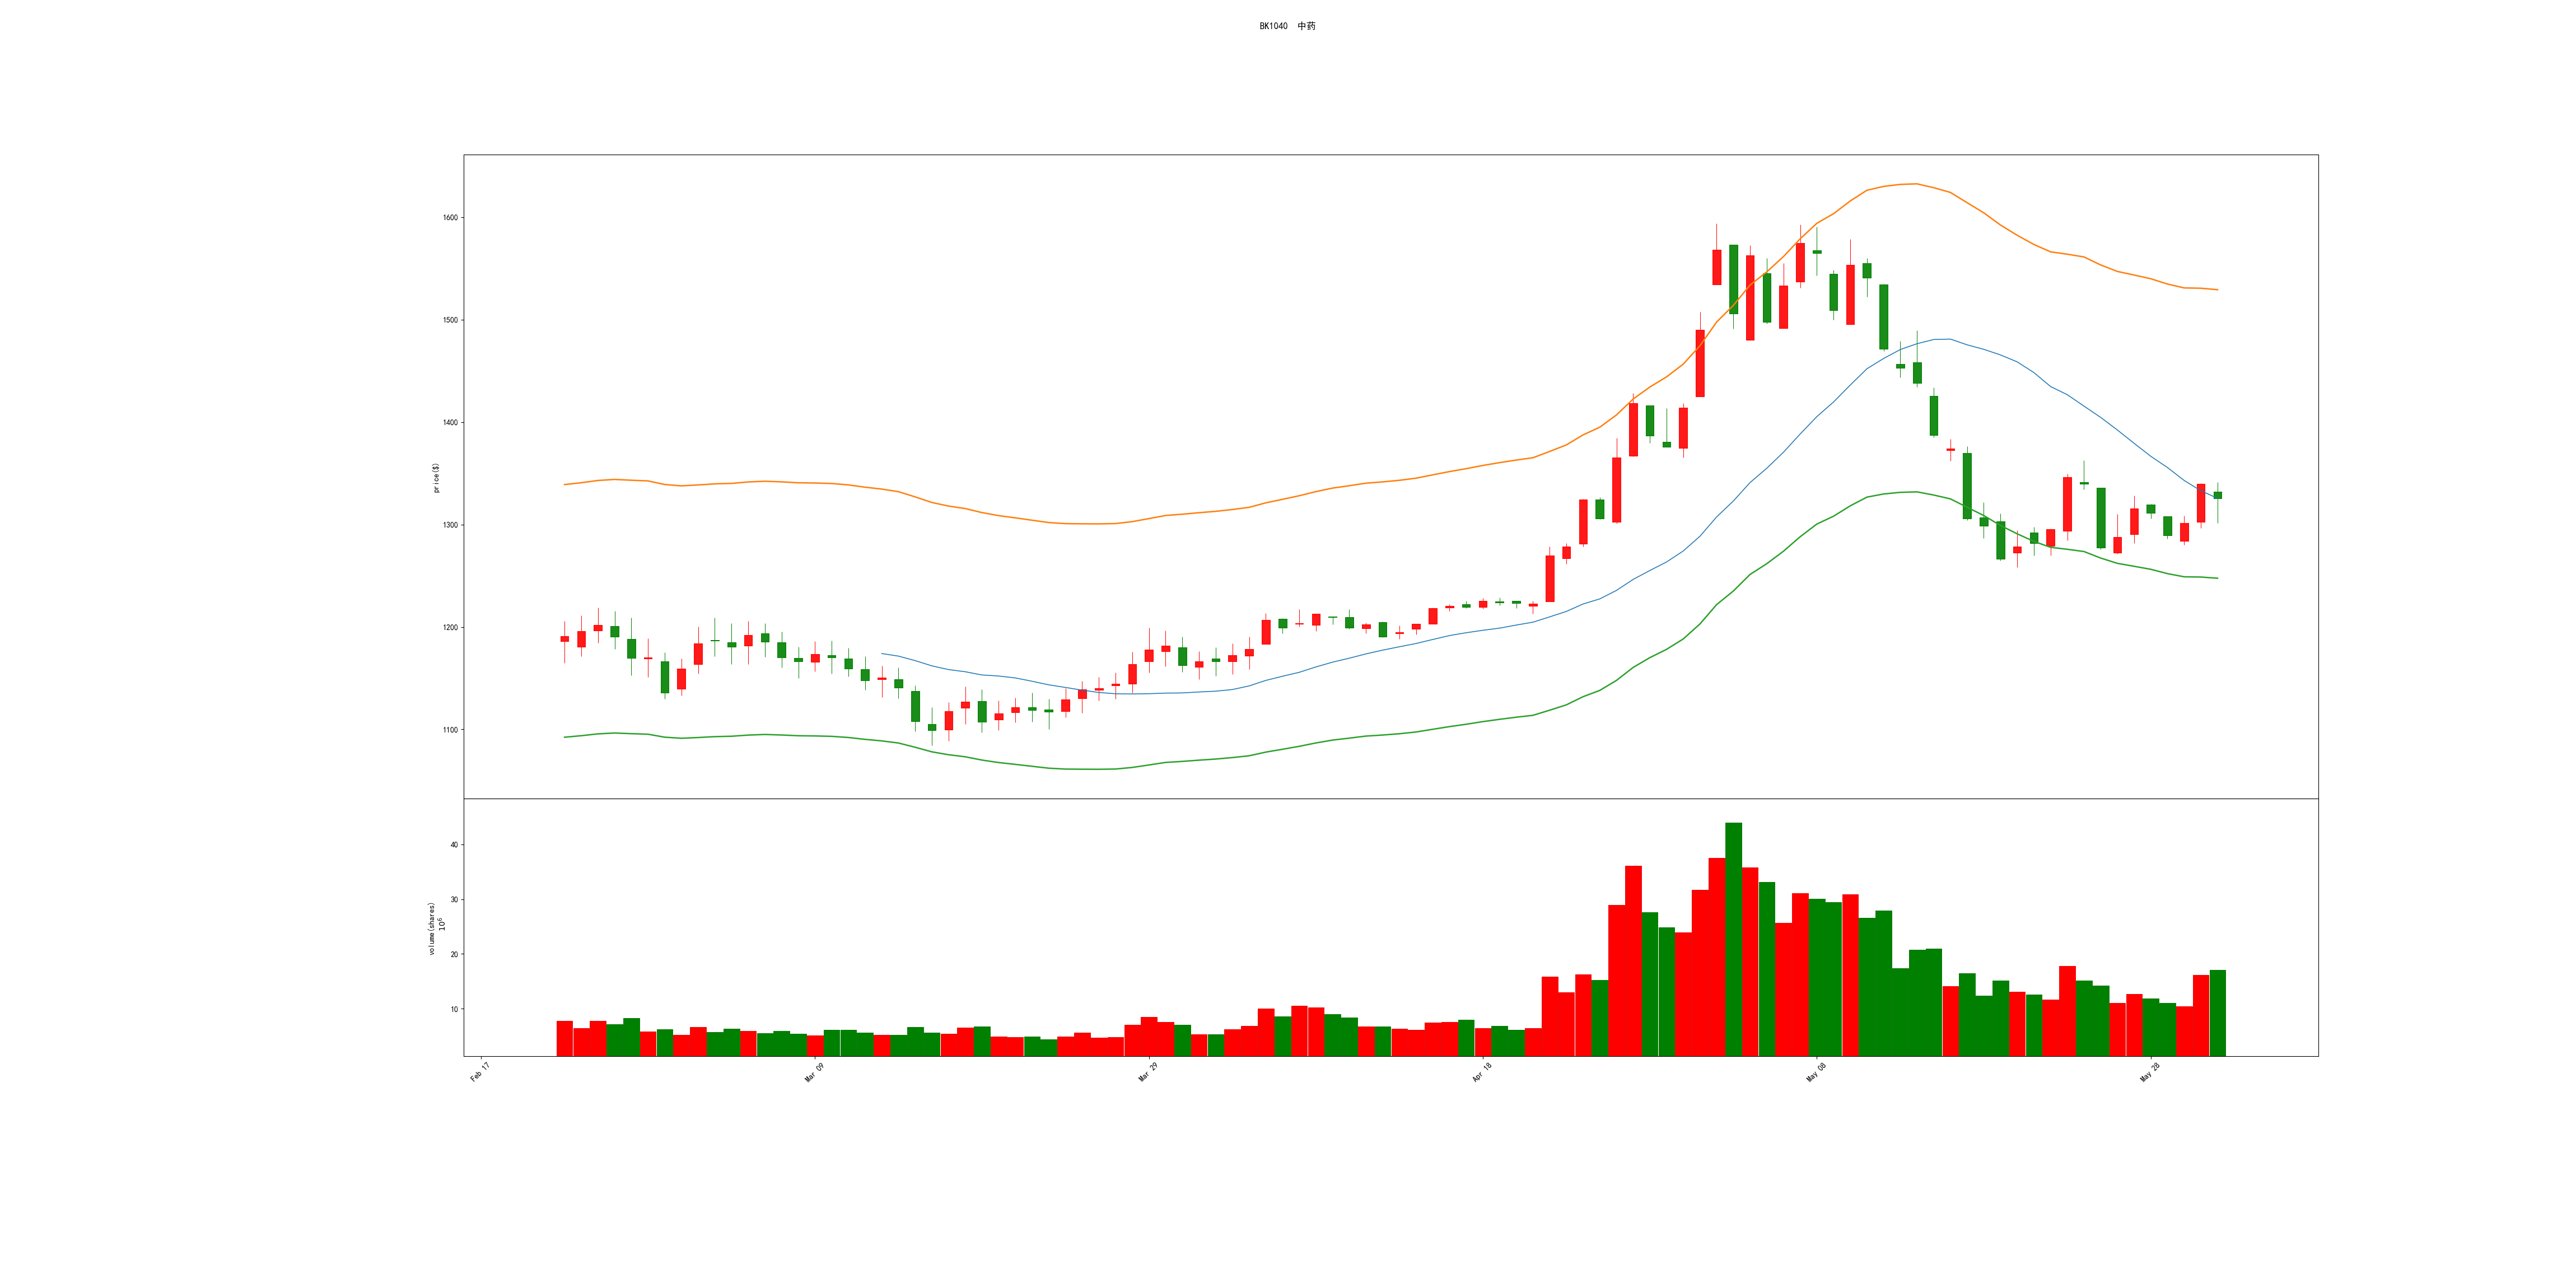 BK1040 中药
price($)
1600
1500
1400
1300
1200
1100
volume(shares)
10⁶
40
30
20
10
Feb 17
Mar 09
Mar 29
Apr 18
May 08
May 28